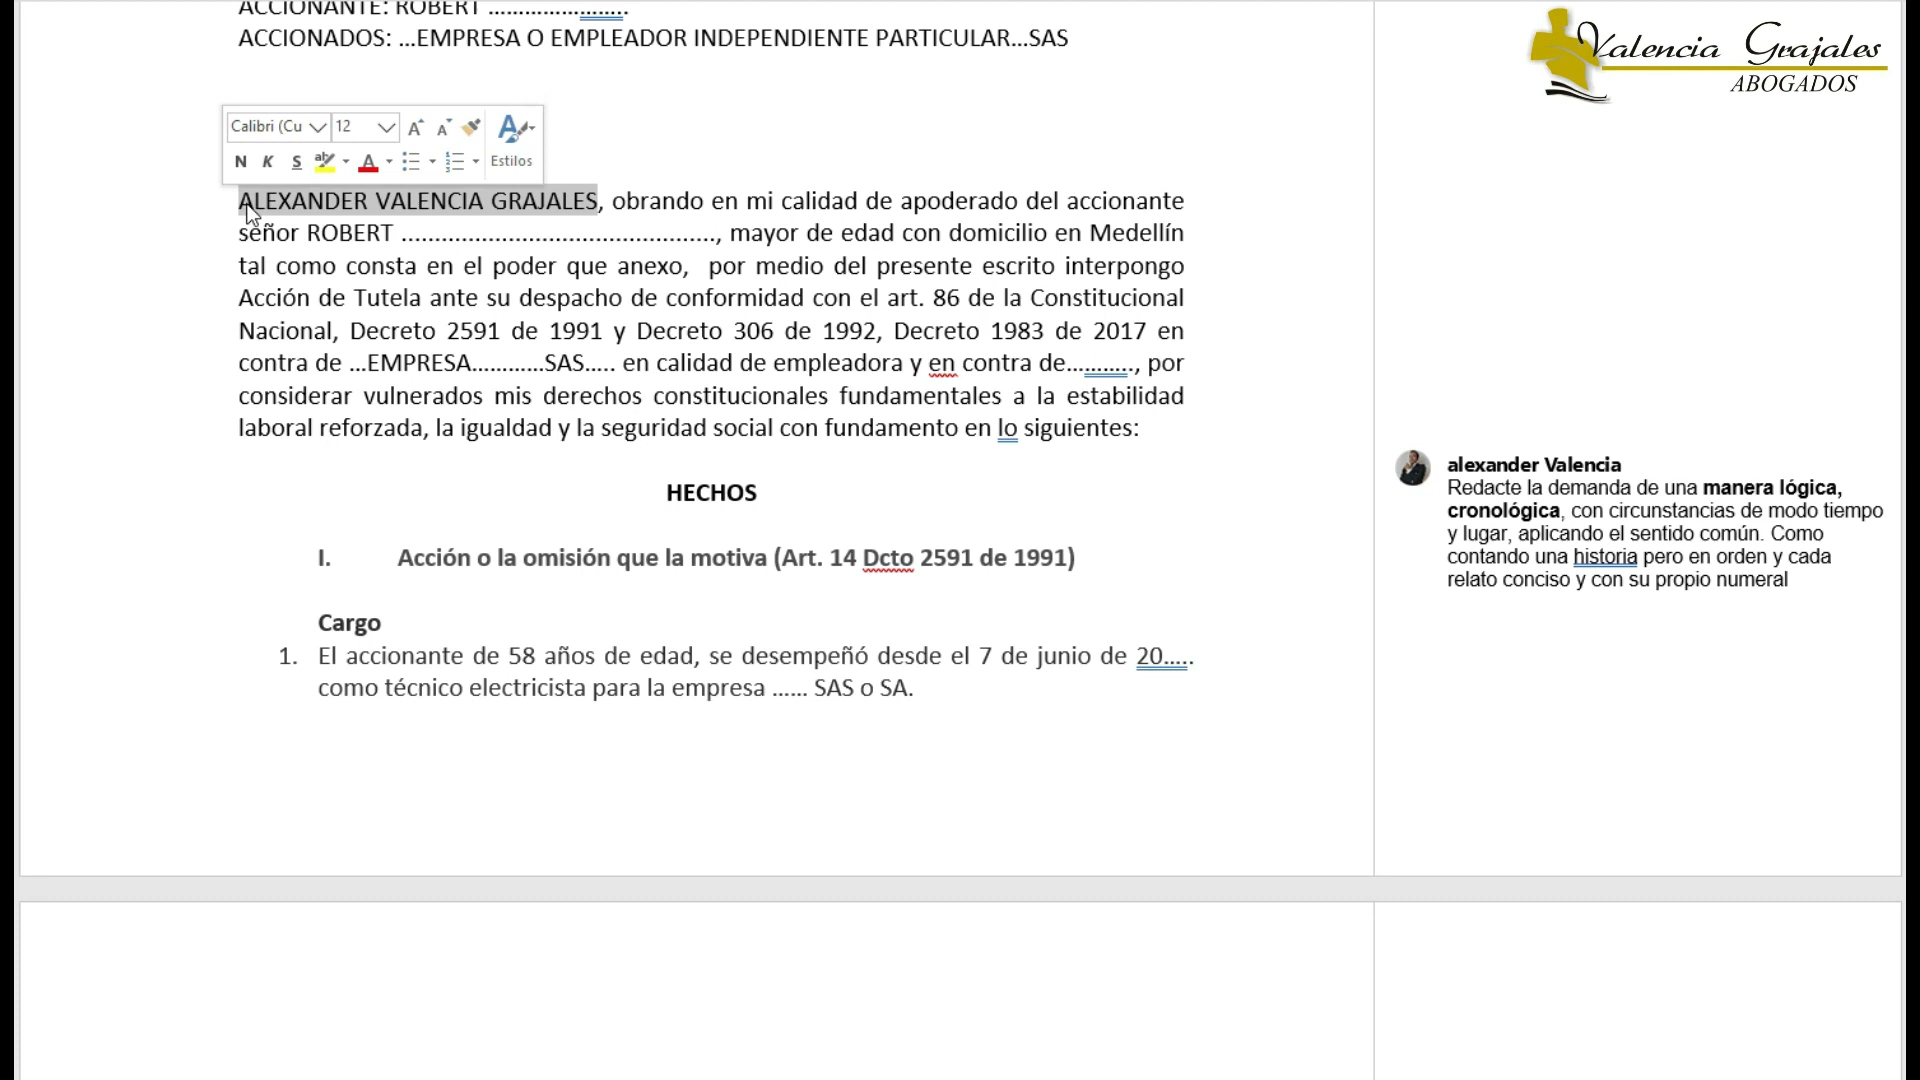 ACCIONANTE: ROBERT ........................
ACCIONADOS: ...EMPRESA O EMPLEADOR INDEPENDIENTE PARTICULAR...SAS
Valencia Grajales
ABOGADOS
Calibri (Cu 12
N K S Estilos
ALEXANDER VALENCIA GRAJALES, obrando en mi calidad de apoderado del accionante
señor ROBERT ..............................................., mayor de edad con domicilio en Medellín
tal como consta en el poder que anexo, por medio del presente escrito interpongo
Acción de Tutela ante su despacho de conformidad con el art. 86 de la Constitucional
Nacional, Decreto 2591 de 1991 y Decreto 306 de 1992, Decreto 1983 de 2017 en
contra de ...EMPRESA...........SAS..... en calidad de empleadora y en contra de.........., por
considerar vulnerados mis derechos constitucionales fundamentales a la estabilidad
laboral reforzada, la igualdad y la seguridad social con fundamento en lo siguientes:
HECHOS
I. Acción o la omisión que la motiva (Art. 14 Dcto 2591 de 1991)
Cargo
1. El accionante de 58 años de edad, se desempeñó desde el 7 de junio de 20.....
como técnico electricista para la empresa ...... SAS o SA.
alexander Valencia
Redacte la demanda de una manera lógica,
cronológica, con circunstancias de modo tiempo
y lugar, aplicando el sentido común. Como
contando una historia pero en orden y cada
relato conciso y con su propio numeral